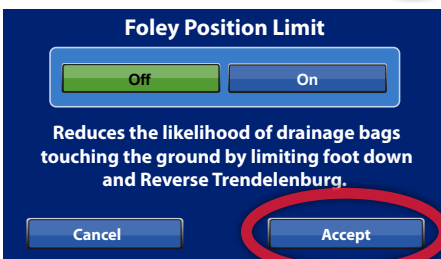 Foley Position Limit
Off On
Reduces the likelihood of drainage bags
touching the ground by limiting foot down
and Reverse Trendelenburg.
Cancel Accept